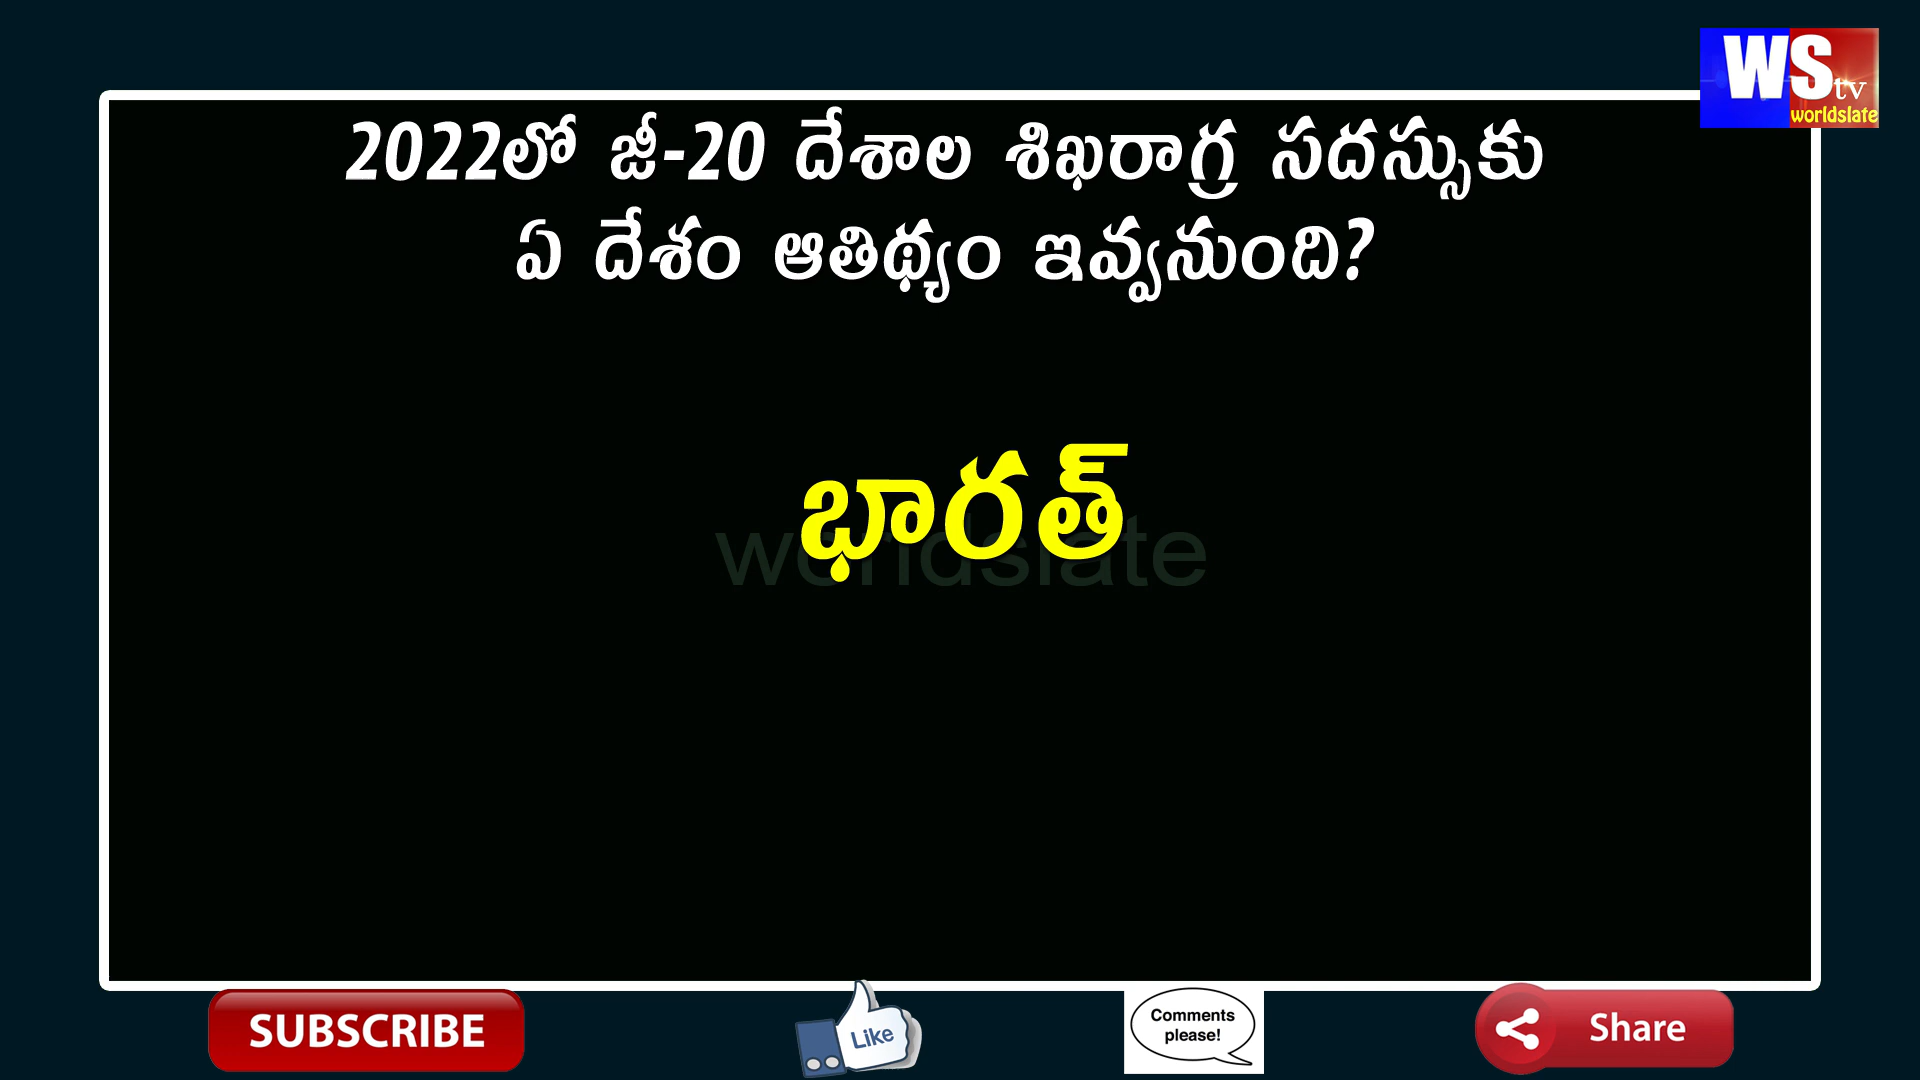 WS tv
worldslate
2022లో జీ-20 దేశాల శిఖరాగ్ర సదస్సుకు
ఏ దేశం ఆతిథ్యం ఇవ్వనుంది?
భారత్
worldslate
SUBSCRIBE
Like
Comments
please!
Share